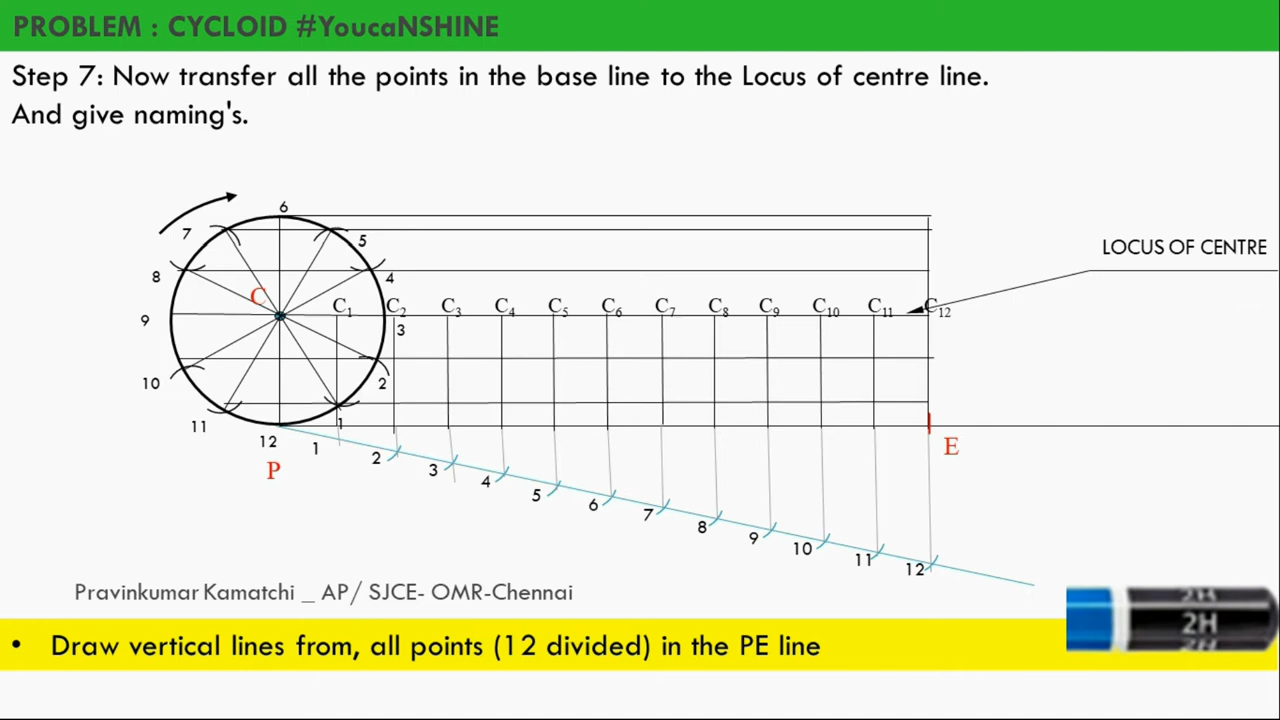 PROBLEM : CYCLOID #YoucaNSHINE
Step 7: Now transfer all the points in the base line to the Locus of centre line.
And give naming's.
6
7
5
LOCUS OF CENTRE
8
4
C
C1 C2 C3 C4 C5 C6 C7 C8 C9 C10 C11 C12
9
3
10
2
11
1
12
P
E
1
2
3
4
5
6
7
8
9
10
11
12
Pravinkumar Kamatchi _ AP/ SJCE- OMR-Chennai
2H
2H
2H
• Draw vertical lines from, all points (12 divided) in the PE line